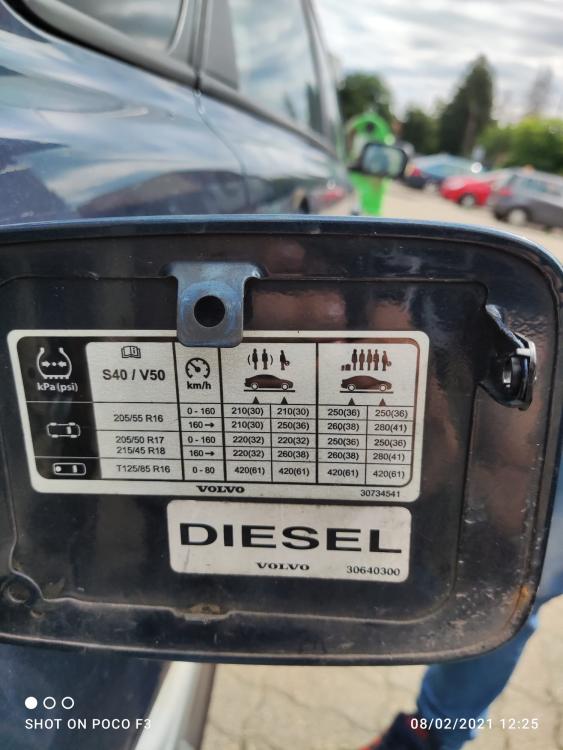 kPa(psi)
S40 / V50
km/h
205/55 R16
0 - 160
210(30)
210(30)
250(36)
250(36)
160→
210(30)
250(36)
260(38)
280(41)
205/50 R17
215/45 R18
0 - 160
220(32)
220(32)
250(36)
250(36)
160→
220(32)
260(38)
260(38)
280(41)
T125/85 R16
0 - 80
420(61)
420(61)
420(61)
420(61)
VOLVO
30734541
DIESEL
VOLVO
30640300
SHOT ON POCO F3
08/02/2021 12:25